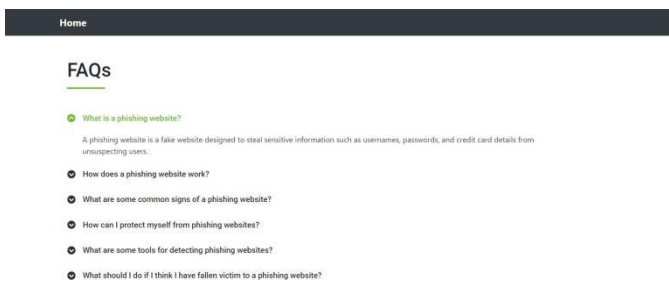 Home
FAQs
What is a phishing website?
A phishing website is a fake website designed to steal sensitive information such as usernames, passwords, and credit card details from
unsuspecting users.
How does a phishing website work?
What are some common signs of a phishing website?
How can I protect myself from phishing websites?
What are some tools for detecting phishing websites?
What should I do if I think I have fallen victim to a phishing website?